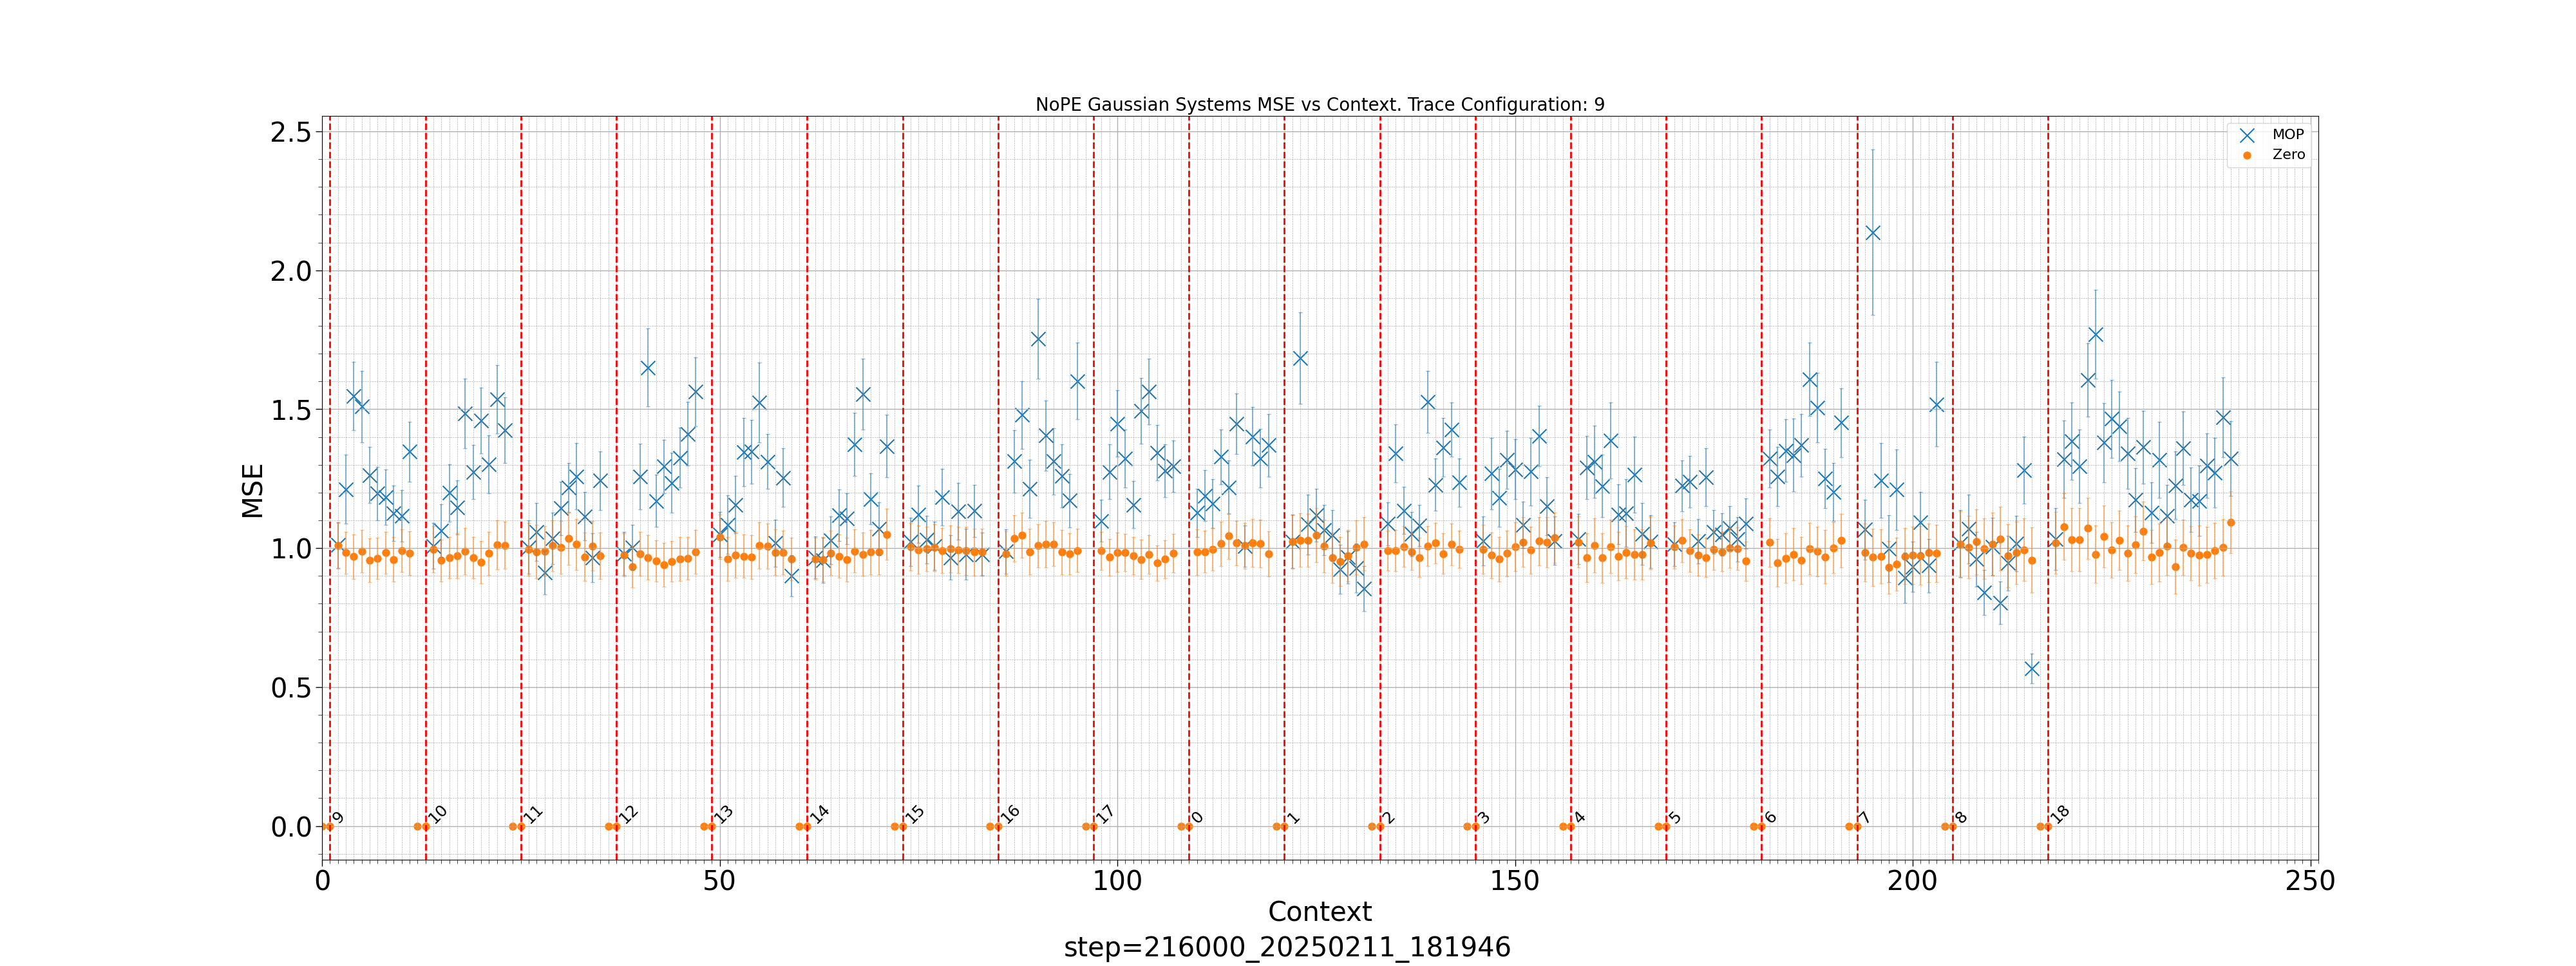 NoPE Gaussian Systems MSE vs Context. Trace Configuration: 9
MOP
Zero
MSE
2.5
2.0
1.5
1.0
0.5
0.0
9 10 11 12 13 14 15 16 17 0 1 2 3 4 5 6 7 8 18
0 50 100 150 200 250
Context
step=216000_20250211_181946